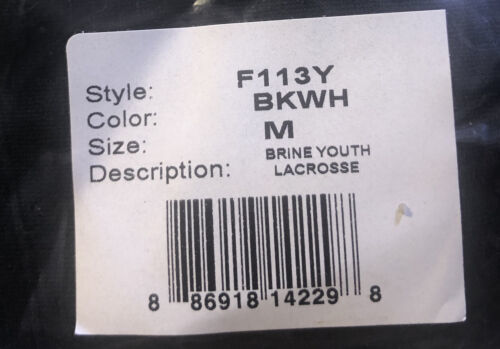 Style: F113Y
Color: BKWH
Size: M
Description: BRINE YOUTH
LACROSSE
8 86918 14229 8